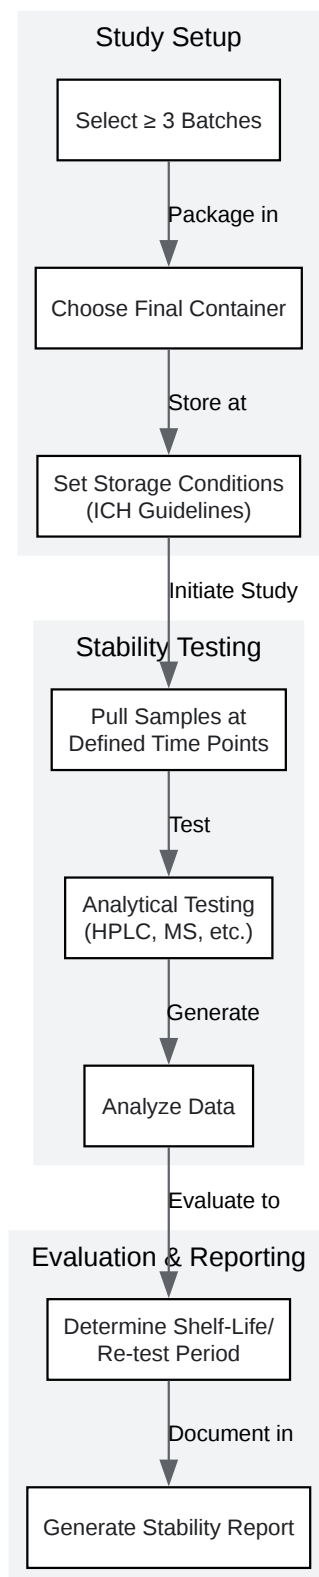 Study Setup
Select ≥ 3 Batches
Package in
Choose Final Container
Store at
Set Storage Conditions
(ICH Guidelines)
Initiate Study
Stability Testing
Pull Samples at
Defined Time Points
Test
Analytical Testing
(HPLC, MS, etc.)
Generate
Analyze Data
Evaluate to
Evaluation & Reporting
Determine Shelf-Life/
Re-test Period
Document in
Generate Stability Report